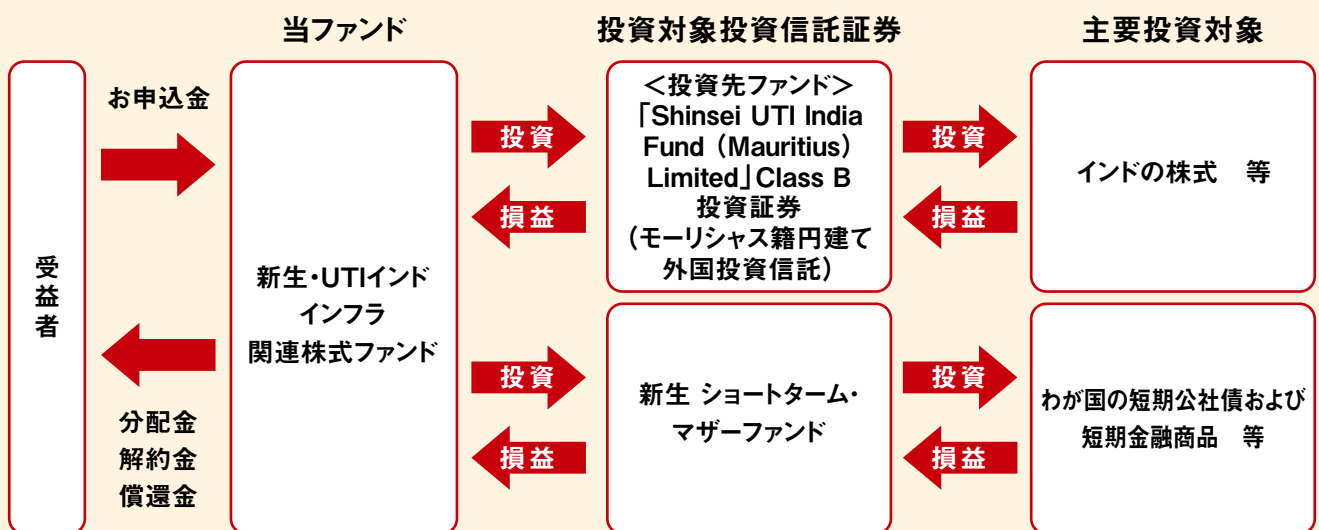 当ファンド
投資対象投資信託証券
主要投資対象
受益者
お申込金
分配金
解約金
償還金
新生・UTIインド
インフラ
関連株式ファンド
投資
損益
<投資先ファンド>
「Shinsei UTI India
Fund (Mauritius)
Limited」Class B
投資証券
(モーリシャス籍円建て
外国投資信託)
投資
損益
インドの株式 等
投資
損益
新生 ショートターム・
マザーファンド
投資
損益
わが国の短期公社債および
短期金融商品 等